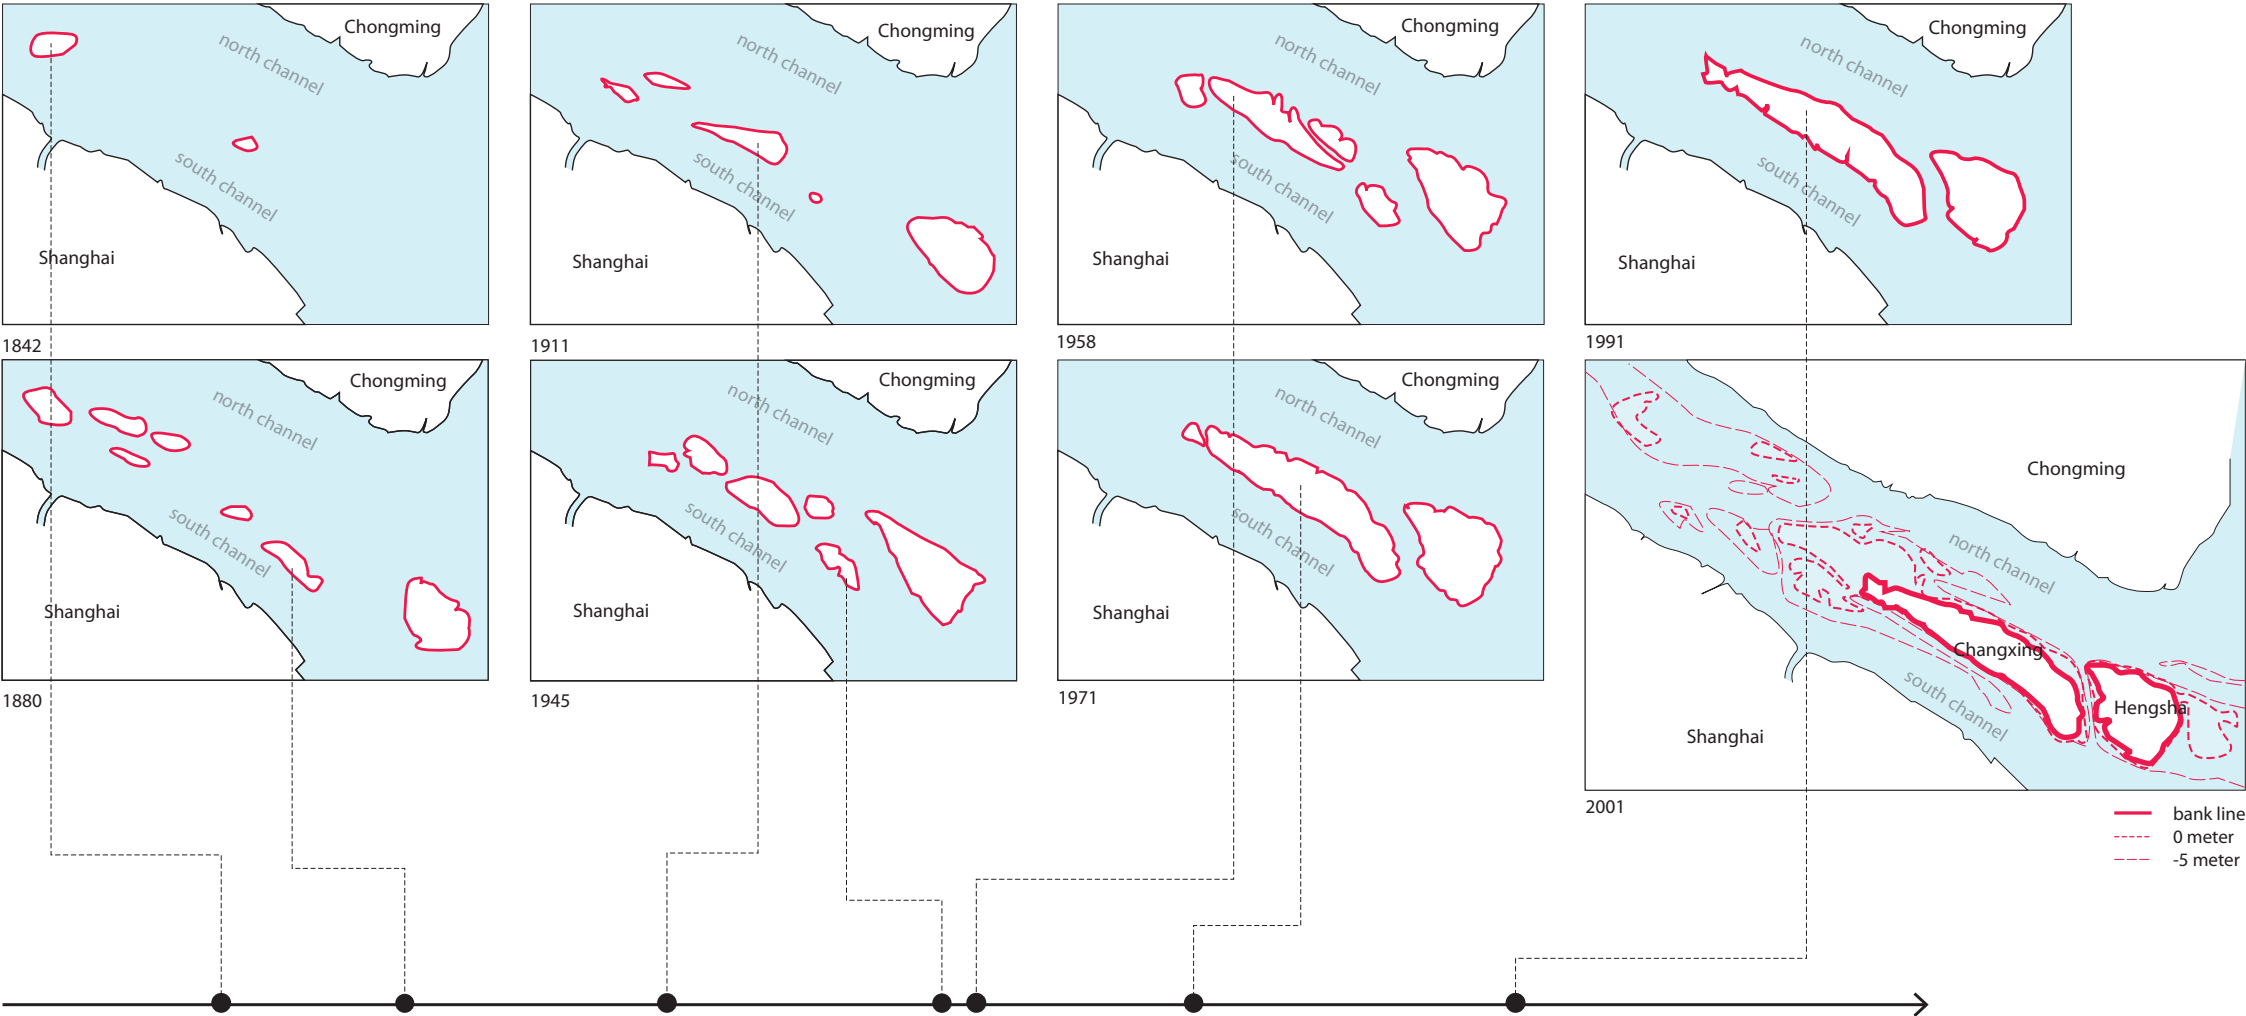 Chongming
north channel
south channel
Shanghai
1842
Chongming
north channel
south channel
Shanghai
1911
Chongming
north channel
south channel
Shanghai
1958
Chongming
north channel
south channel
Shanghai
1991
Chongming
north channel
south channel
Shanghai
1880
Chongming
north channel
south channel
Shanghai
1945
Chongming
north channel
south channel
Shanghai
1971
Chongming
north channel
Changxing
Hengsha
south channel
Shanghai
2001
bank line
0 meter
-5 meter